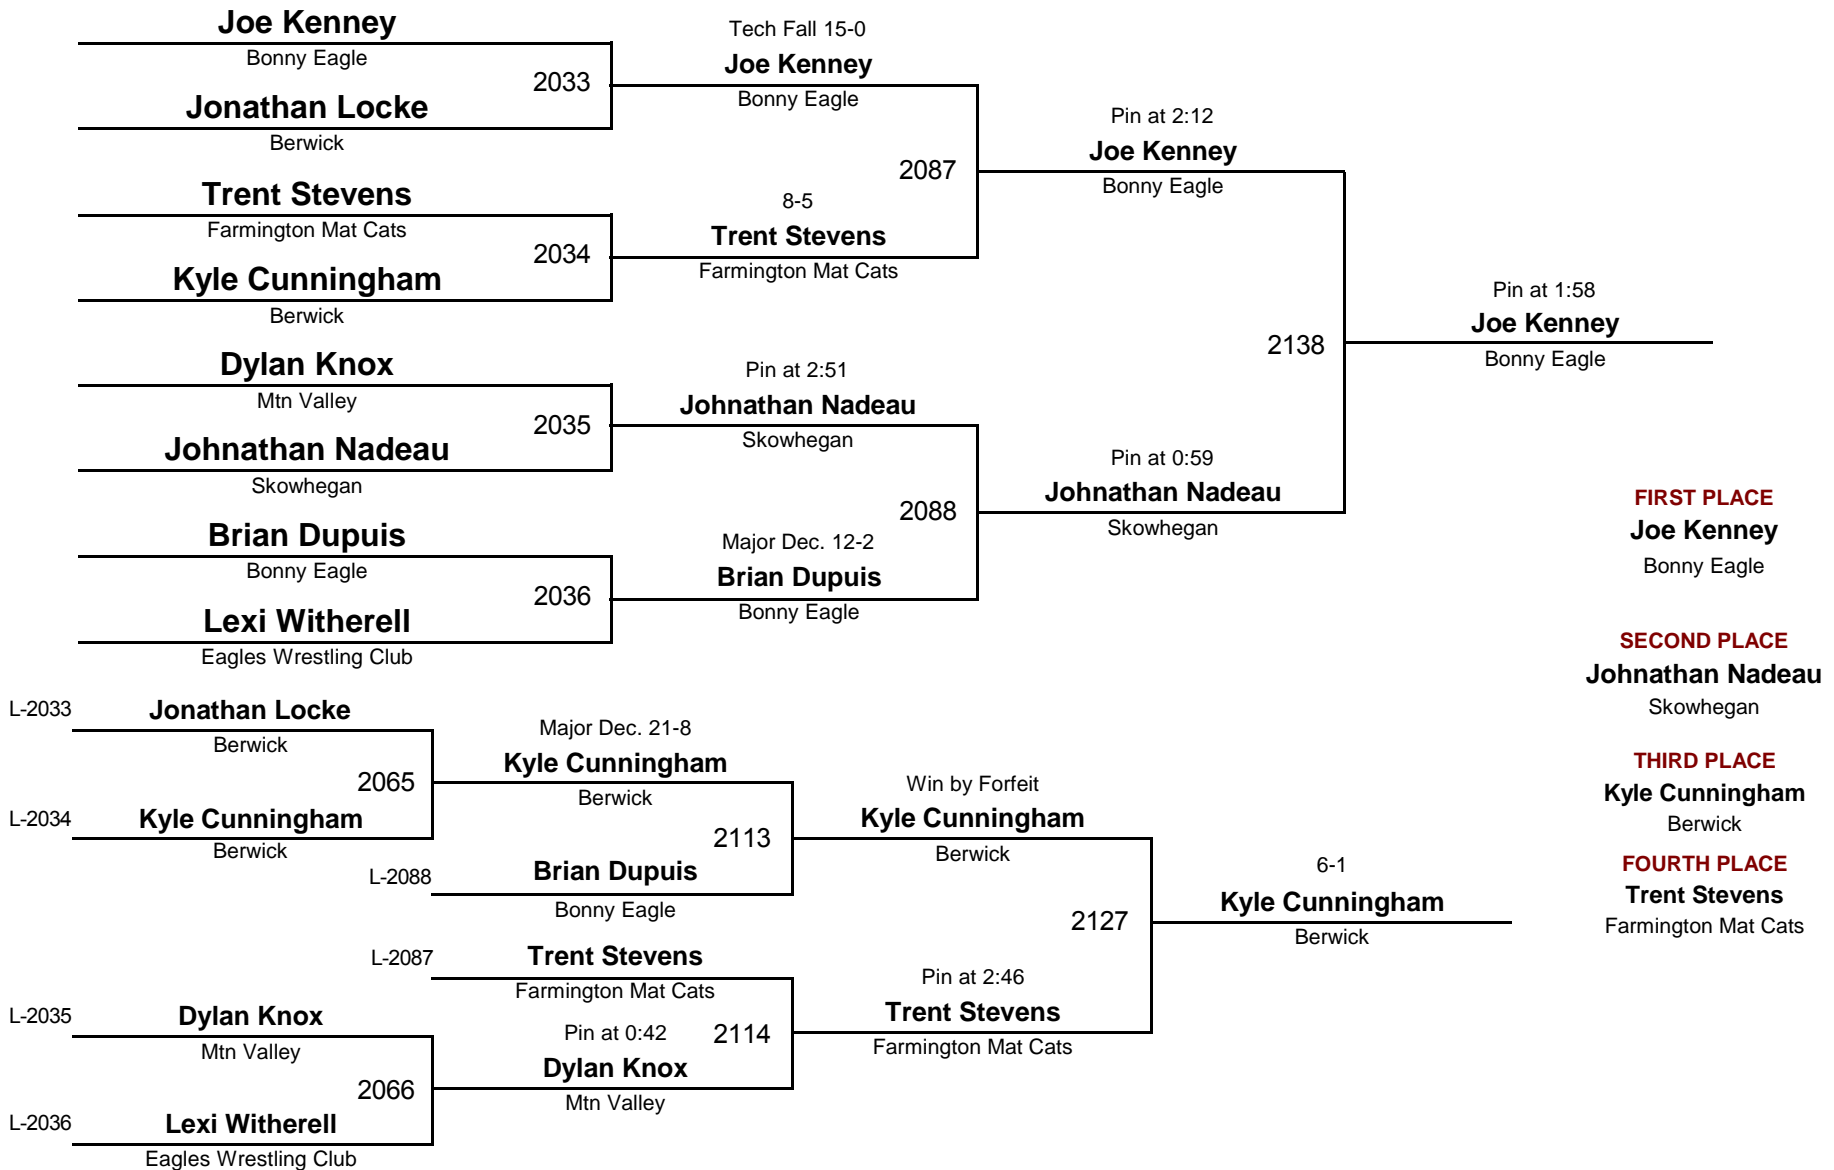 Joe Kenney
Bonny Eagle
2033
Jonathan Locke
Berwick
Trent Stevens
Farmington Mat Cats
2034
Kyle Cunningham
Berwick
Dylan Knox
Mtn Valley
2035
Johnathan Nadeau
Skowhegan
Brian Dupuis
Bonny Eagle
2036
Lexi Witherell
Eagles Wrestling Club
Tech Fall 15-0
Joe Kenney
Bonny Eagle
2087
8-5
Trent Stevens
Farmington Mat Cats
Pin at 2:51
Johnathan Nadeau
Skowhegan
2088
Major Dec. 12-2
Brian Dupuis
Bonny Eagle
Pin at 2:12
Joe Kenney
Bonny Eagle
2138
Pin at 0:59
Johnathan Nadeau
Skowhegan
Pin at 1:58
Joe Kenney
Bonny Eagle
L-2033
Jonathan Locke
Berwick
2065
L-2034
Kyle Cunningham
Berwick
Major Dec. 21-8
Kyle Cunningham
Berwick
2113
L-2088
Brian Dupuis
Bonny Eagle
L-2087
Trent Stevens
Farmington Mat Cats
2114
L-2035
Dylan Knox
Mtn Valley
2066
L-2036
Lexi Witherell
Eagles Wrestling Club
Pin at 0:42
Dylan Knox
Mtn Valley
Win by Forfeit
Kyle Cunningham
Berwick
2127
Pin at 2:46
Trent Stevens
Farmington Mat Cats
6-1
Kyle Cunningham
Berwick
FIRST PLACE
Joe Kenney
Bonny Eagle
SECOND PLACE
Johnathan Nadeau
Skowhegan
THIRD PLACE
Kyle Cunningham
Berwick
FOURTH PLACE
Trent Stevens
Farmington Mat Cats